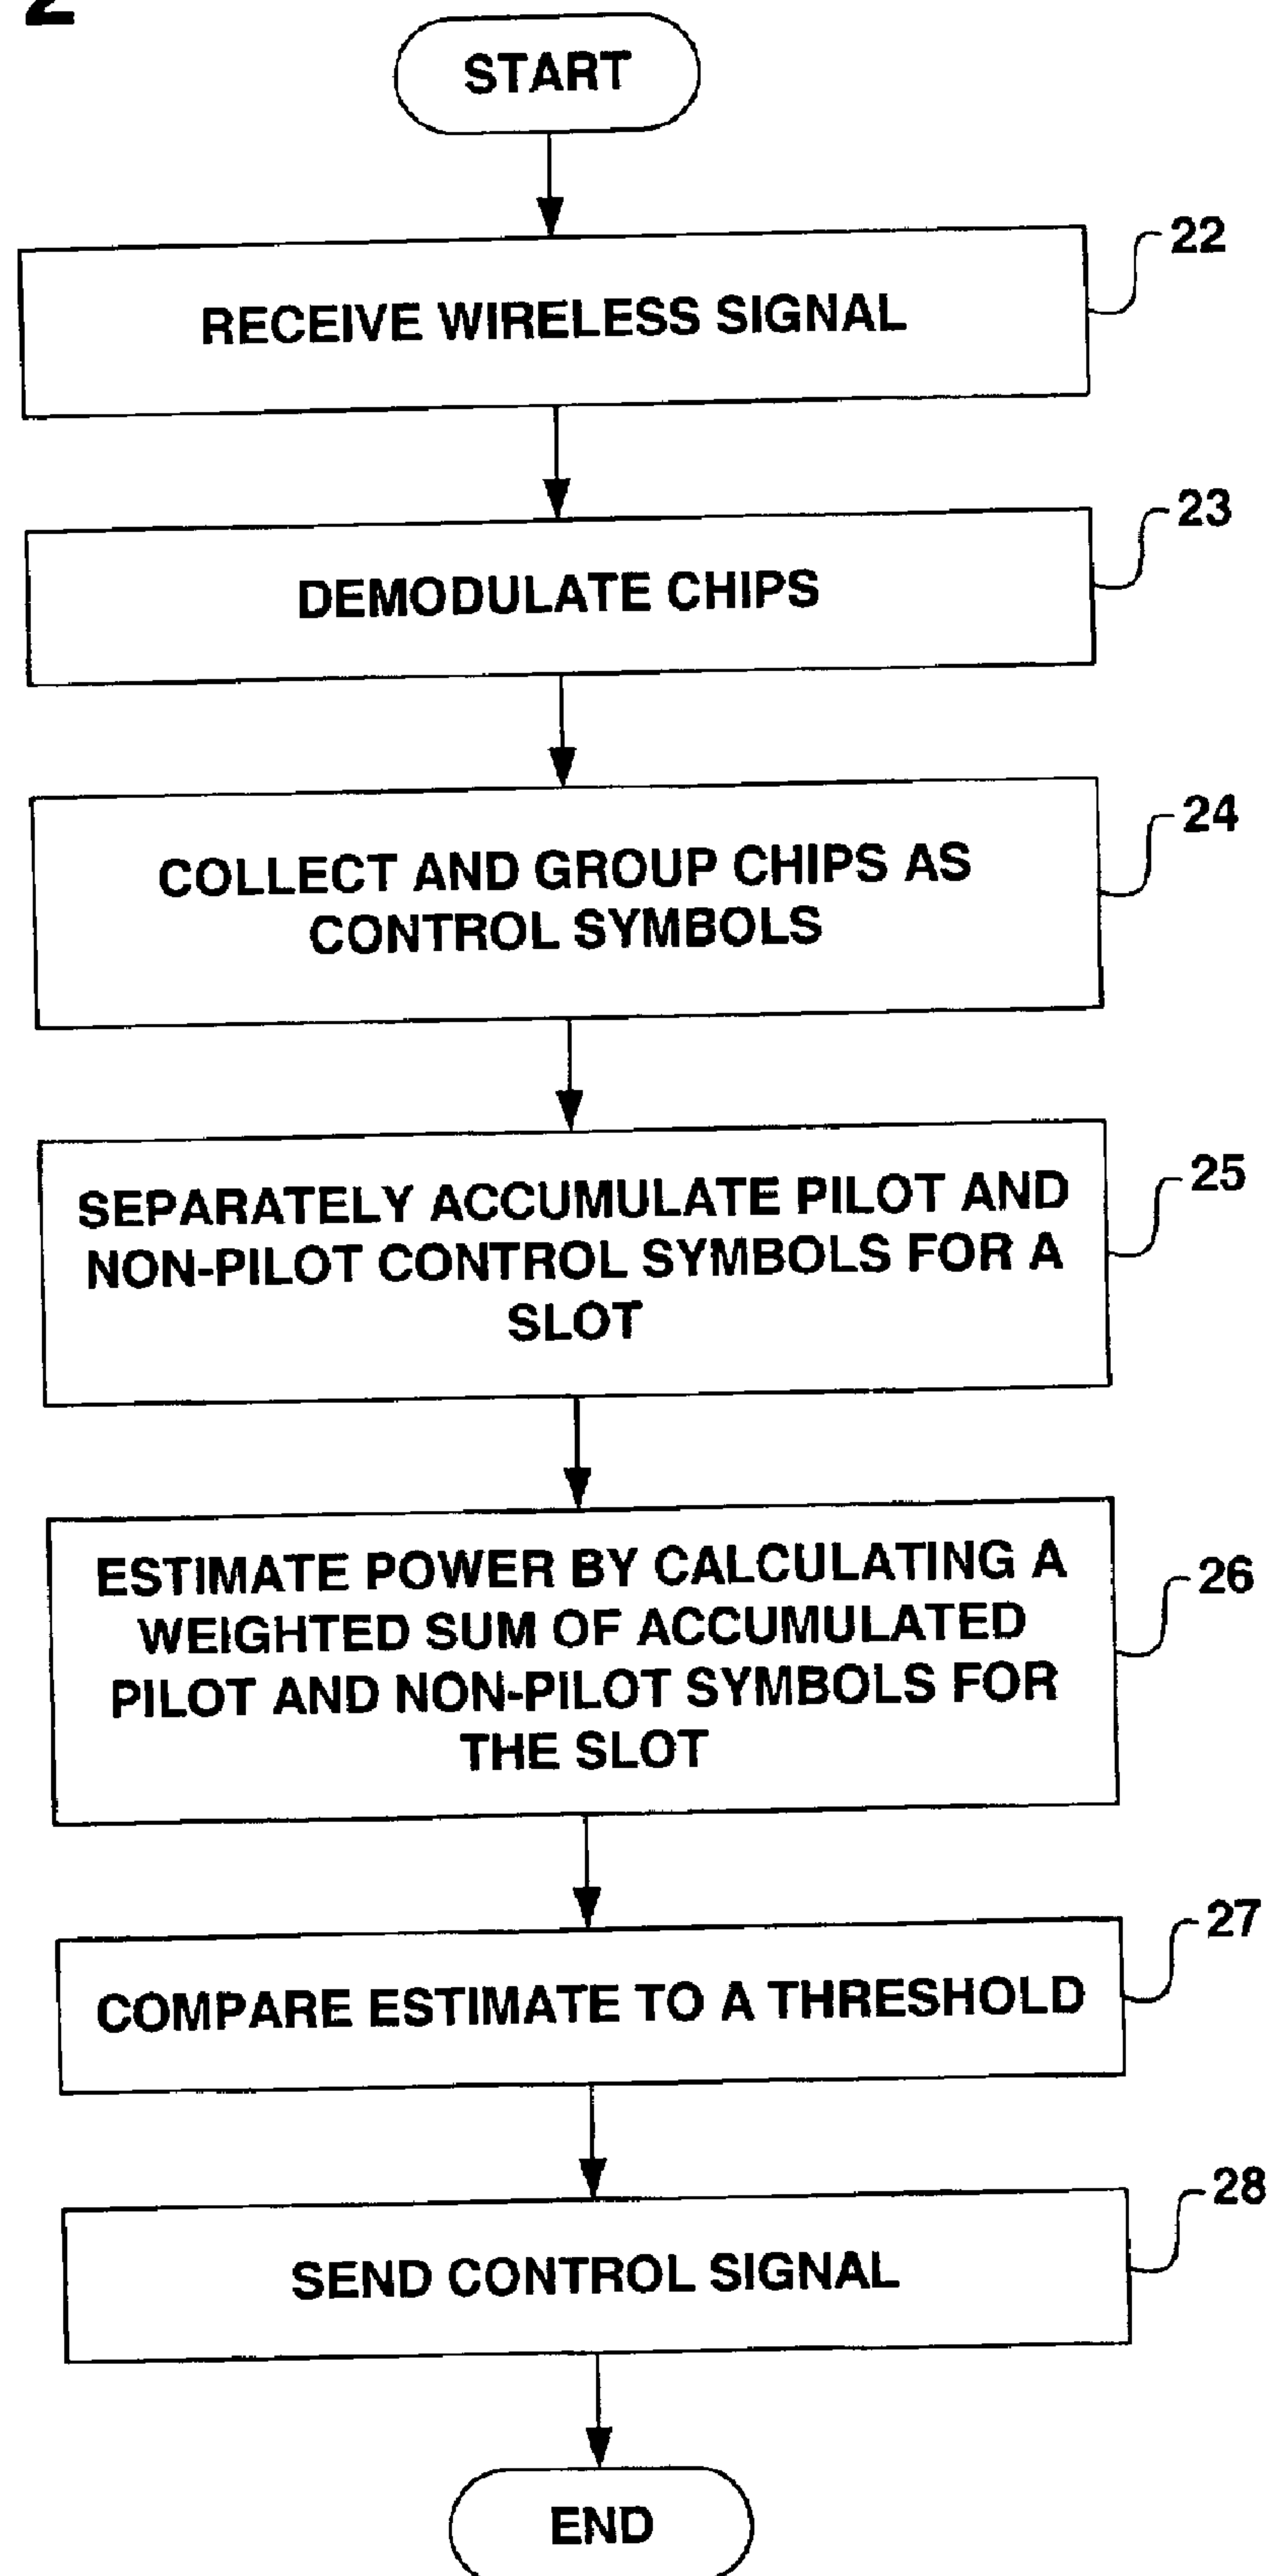 2
START
22
RECEIVE WIRELESS SIGNAL
23
DEMODULATE CHIPS
24
COLLECT AND GROUP CHIPS AS
CONTROL SYMBOLS
25
SEPARATELY ACCUMULATE PILOT AND
NON-PILOT CONTROL SYMBOLS FOR A
SLOT
26
ESTIMATE POWER BY CALCULATING A
WEIGHTED SUM OF ACCUMULATED
PILOT AND NON-PILOT SYMBOLS FOR
THE SLOT
27
COMPARE ESTIMATE TO A THRESHOLD
28
SEND CONTROL SIGNAL
END